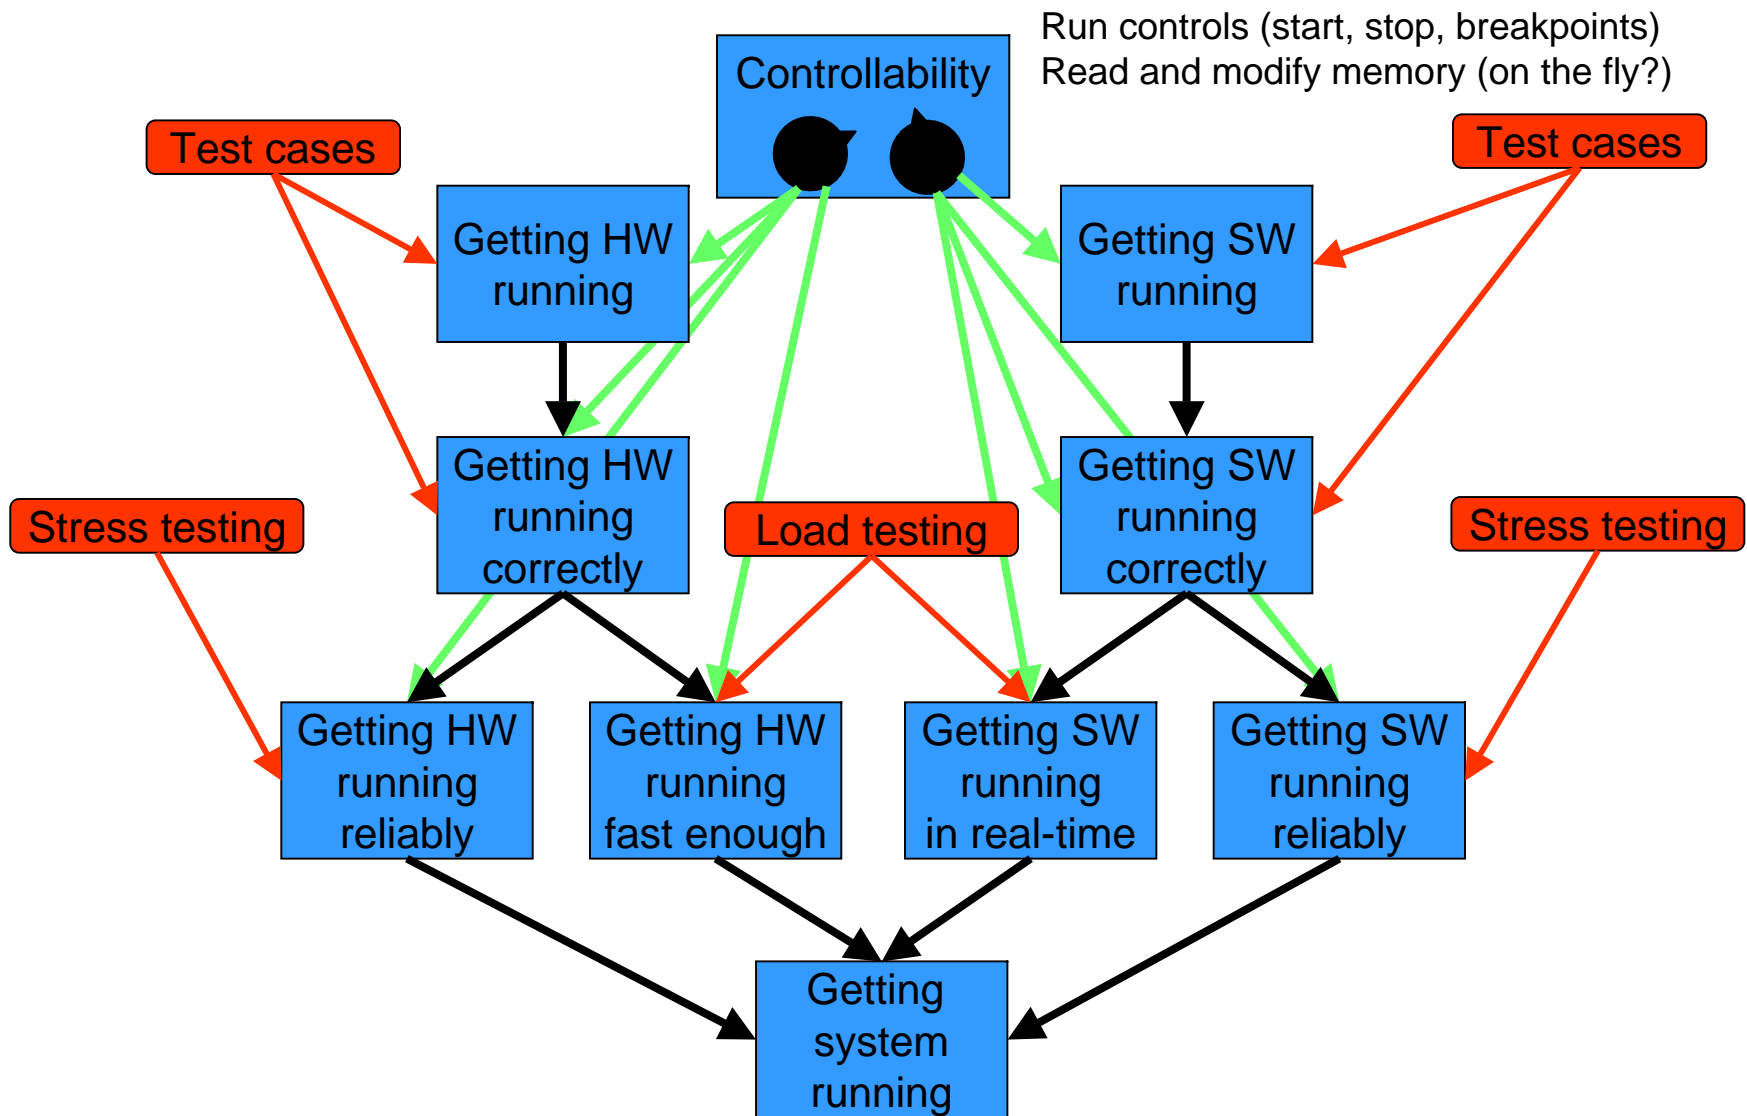 Run controls (start, stop, breakpoints)
Read and modify memory (on the fly?)
Controllability
Test cases
Test cases
Getting HW
running
Getting SW
running
Getting HW
running
correctly
Getting SW
running
correctly
Stress testing
Load testing
Stress testing
Getting HW
running
reliably
Getting HW
running
fast enough
Getting SW
running
in real-time
Getting SW
running
reliably
Getting
system
running